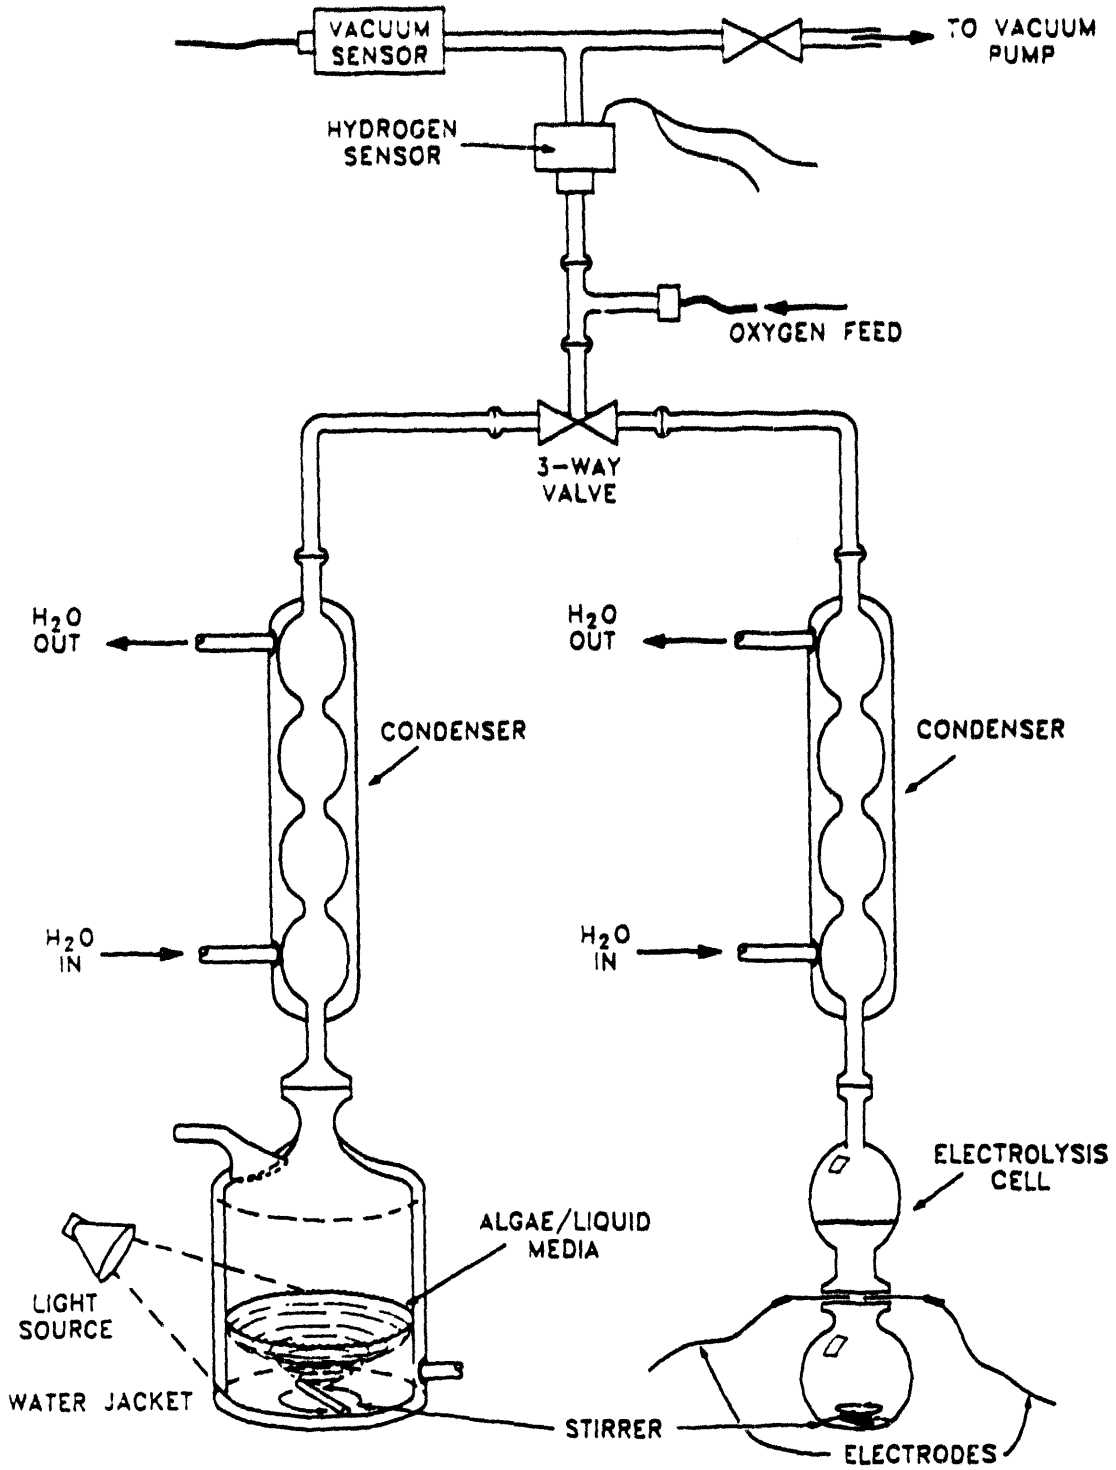 VACUUM
SENSOR
TO VACUUM
PUMP
HYDROGEN
SENSOR
OXYGEN FEED
3-WAY
VALVE
H2O
OUT
H2O
OUT
CONDENSER
CONDENSER
H2O
IN
H2O
IN
ELECTROLYSIS
CELL
ALGAE/LIQUID
MEDIA
LIGHT
SOURCE
WATER JACKET
STIRRER
ELECTRODES